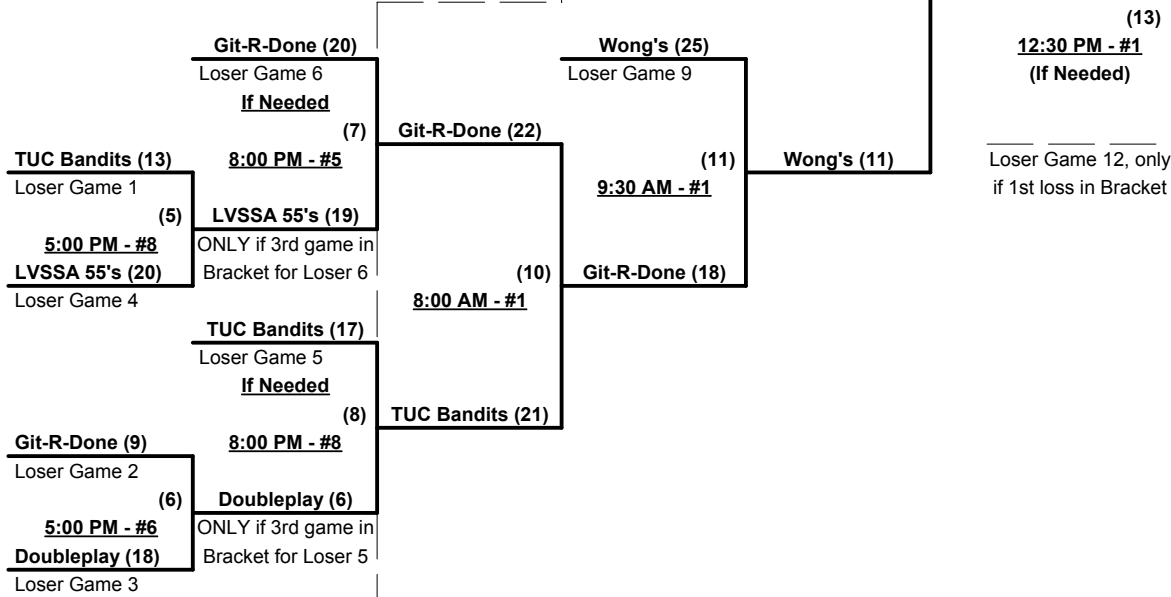 (13)
Git-R-Done (20)
Wong's (25)
12:30 PM - #1
Loser Game 6
Loser Game 9
(If Needed)
If Needed
(7)
Git-R-Done (22)
TUC Bandits (13)
8:00 PM - #5
(11)
Wong's (11)
Loser Game 12, only
if 1st loss in Bracket
Loser Game 1
9:30 AM - #1
(5)
LVSSA 55's (19)
5:00 PM - #8
ONLY if 3rd game in
Bracket for Loser 6
LVSSA 55's (20)
(10)
Git-R-Done (18)
Loser Game 4
8:00 AM - #1
TUC Bandits (17)
Loser Game 5
If Needed
(8)
TUC Bandits (21)
Git-R-Done (9)
8:00 PM - #8
Loser Game 2
(6)
Doubleplay (6)
5:00 PM - #6
ONLY if 3rd game in
Bracket for Loser 5
Doubleplay (18)
Loser Game 3